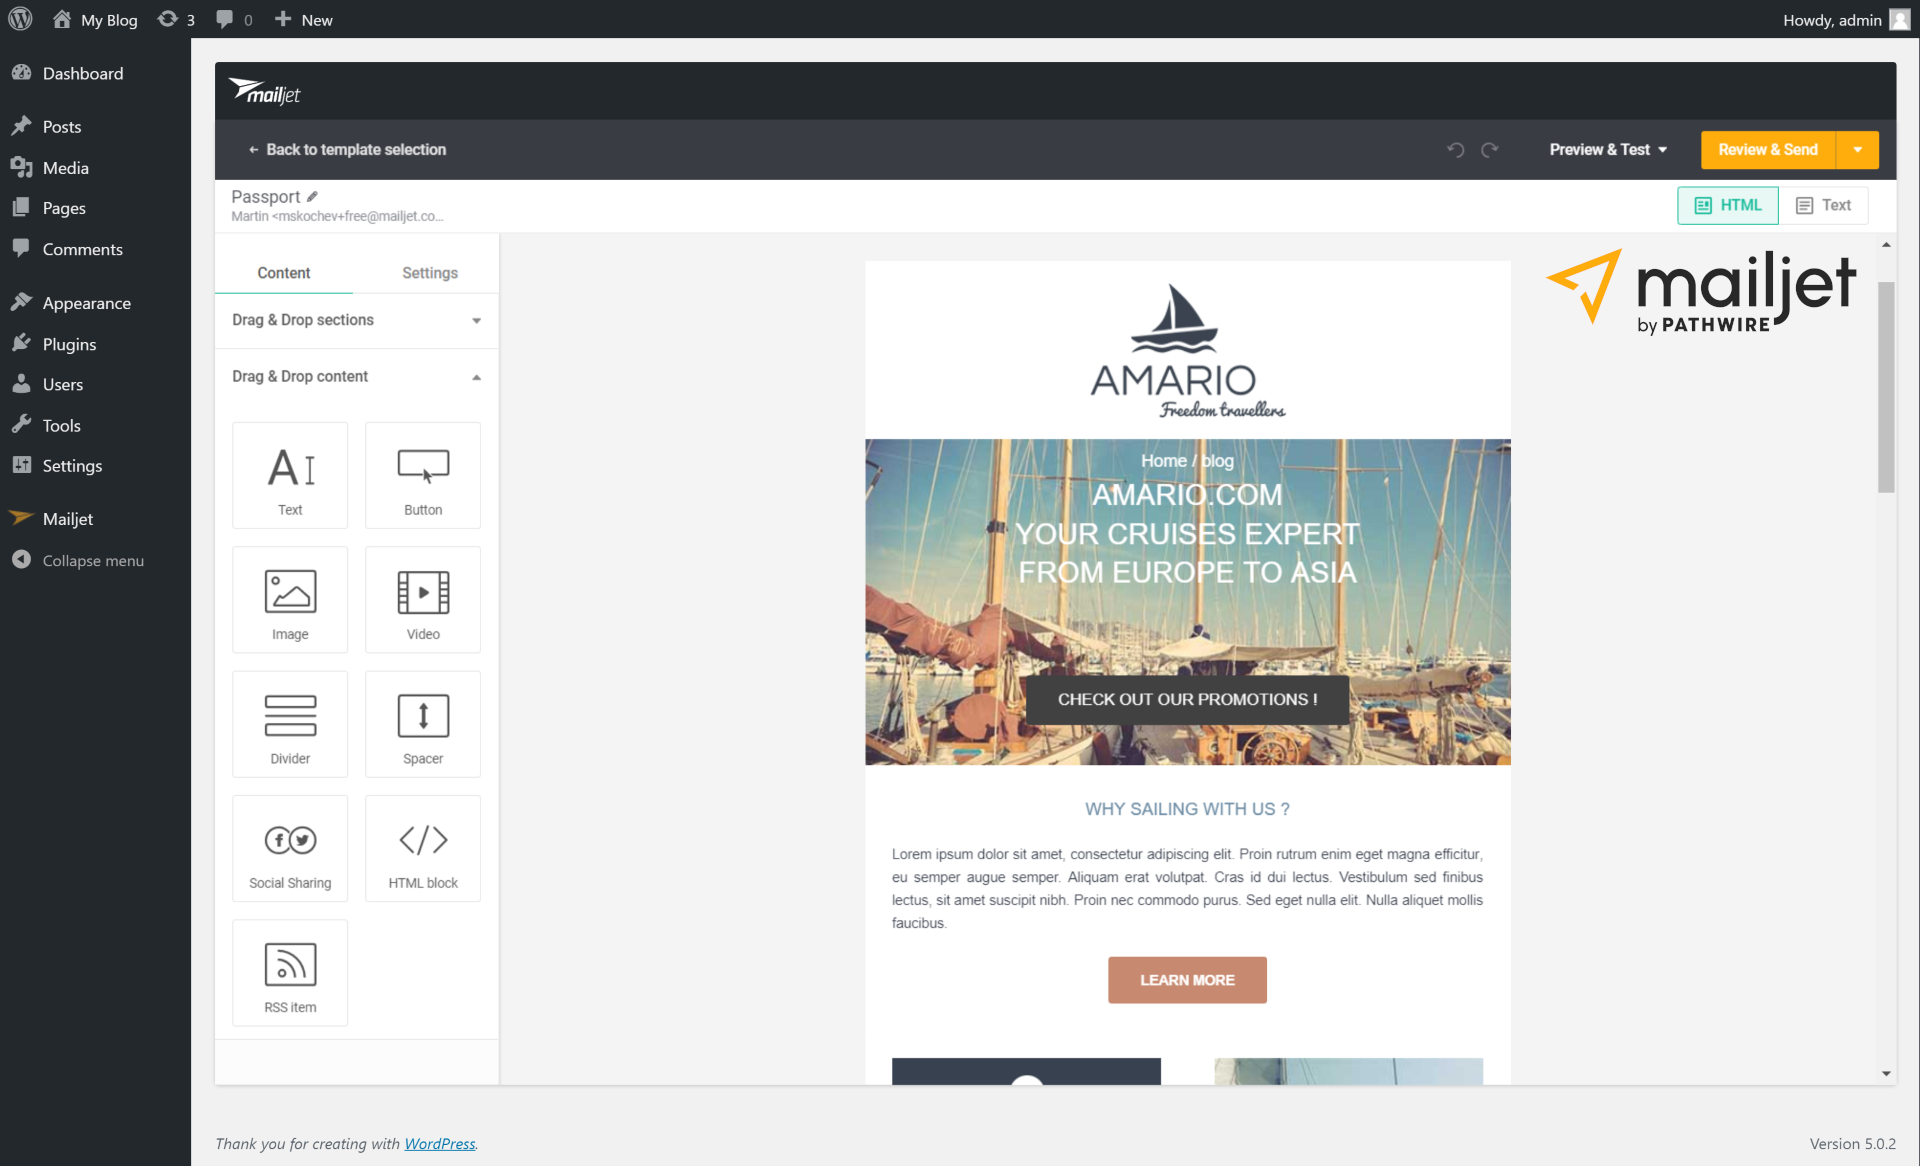 My Blog 3 0 New Howdy, admin
Dashboard
Posts
Media
Pages
Comments
Appearance
Plugins
Users
Tools
Settings
Mailjet
Collapse menu
mailjet
← Back to template selection
Preview & Test
Review & Send
Passport
Martin <mskochev+free@mailjet.co...
HTML
Text
Content
Settings
Drag & Drop sections
Drag & Drop content
Text
Button
Image
Video
Divider
Spacer
Social Sharing
HTML block
RSS item
mailjet
by PATHWIRE
AMARIO
Freedom travellers
Home / blog
AMARIO.COM
YOUR CRUISES EXPERT
FROM EUROPE TO ASIA
CHECK OUT OUR PROMOTIONS !
WHY SAILING WITH US ?
Lorem ipsum dolor sit amet, consectetur adipiscing elit. Proin rutrum enim eget magna efficitur,
eu semper augue semper. Aliquam erat volutpat. Cras id dui lectus. Vestibulum sed finibus
lectus, sit amet suscipit nibh. Proin nec commodo purus. Sed eget nulla elit. Nulla aliquet mollis
faucibus.
LEARN MORE
Thank you for creating with WordPress.
Version 5.0.2